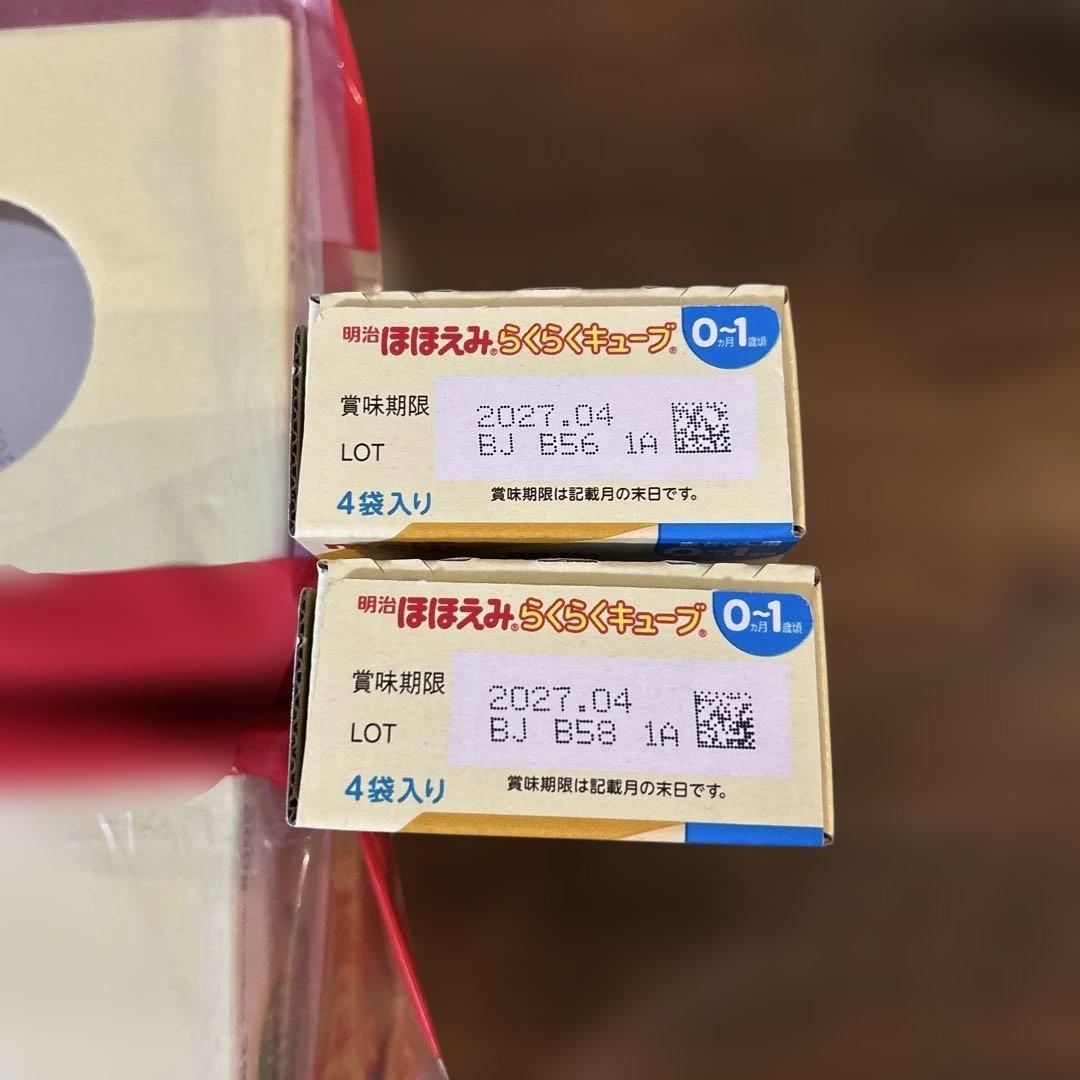 明治ほほえみ®らくらくキューブ®
0カ月~1歳頃
賞味期限 2027.04
LOT BJ B56 1A
4袋入り 賞味期限は記載月の末日です。
明治ほほえみ®らくらくキューブ®
0カ月~1歳頃
賞味期限 2027.04
LOT BJ B58 1A
4袋入り 賞味期限は記載月の末日です。